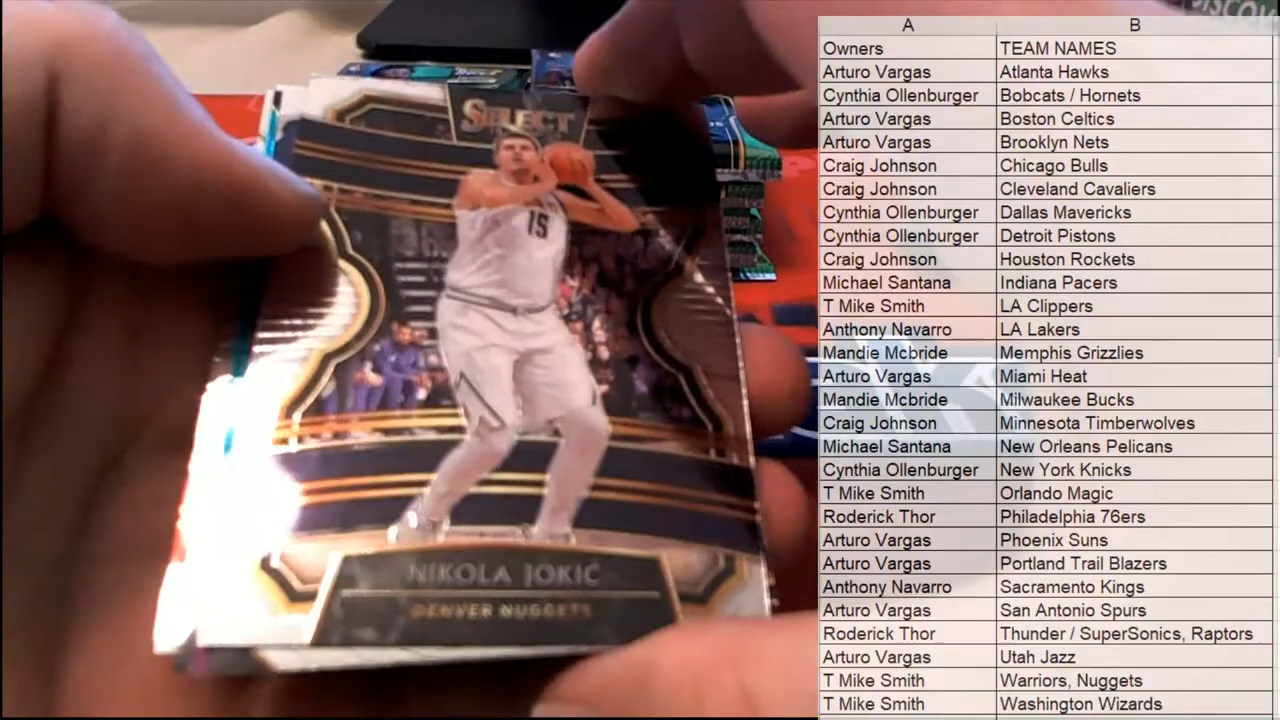 SELECT
15
NIKOLA JOKIĆ
DENVER NUGGETS
A B
Owners TEAM NAMES
Arturo Vargas Atlanta Hawks
Cynthia Ollenburger Bobcats / Hornets
Arturo Vargas Boston Celtics
Arturo Vargas Brooklyn Nets
Craig Johnson Chicago Bulls
Craig Johnson Cleveland Cavaliers
Cynthia Ollenburger Dallas Mavericks
Cynthia Ollenburger Detroit Pistons
Craig Johnson Houston Rockets
Michael Santana Indiana Pacers
T Mike Smith LA Clippers
Anthony Navarro LA Lakers
Mandie Mcbride Memphis Grizzlies
Arturo Vargas Miami Heat
Mandie Mcbride Milwaukee Bucks
Craig Johnson Minnesota Timberwolves
Michael Santana New Orleans Pelicans
Cynthia Ollenburger New York Knicks
T Mike Smith Orlando Magic
Roderick Thor Philadelphia 76ers
Arturo Vargas Phoenix Suns
Arturo Vargas Portland Trail Blazers
Anthony Navarro Sacramento Kings
Arturo Vargas San Antonio Spurs
Roderick Thor Thunder / SuperSonics, Raptors
Arturo Vargas Utah Jazz
T Mike Smith Warriors, Nuggets
T Mike Smith Washington Wizards